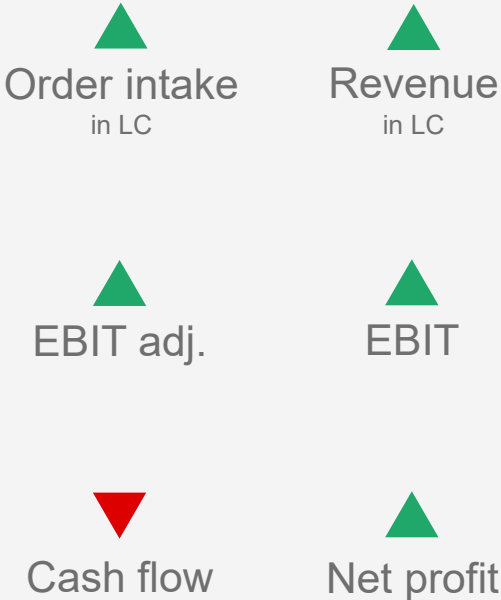 Order intake
in LC
Revenue
in LC
EBIT adj.
EBIT
Cash flow
Net profit